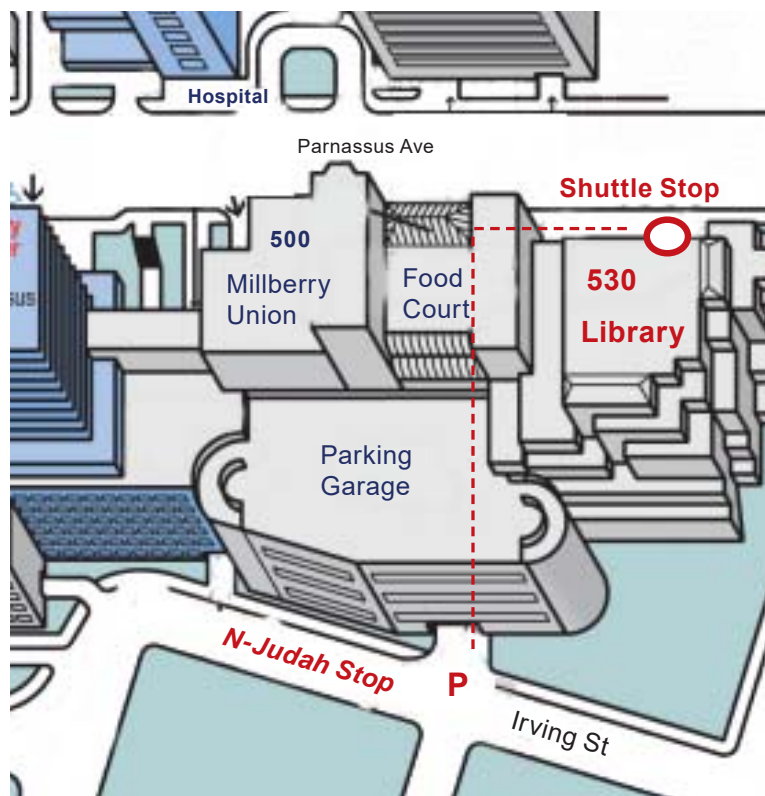 Hospital
Parnassus Ave
Shuttle Stop
500
Millberry
Union
Food
Court
530
Library
Parking
Garage
N-Judah Stop
P
Irving St